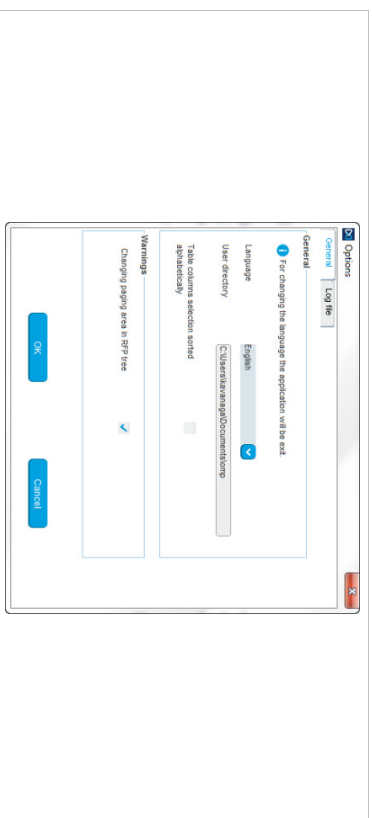 Options
General
Log file
General
For changing the language the application will be exit.
Language
English
User directory
C:\Users\kavanaga\Documents\omp
Table columns selection sorted
alphabetically
Warnings
Changing paging area in RFP tree
OK
Cancel